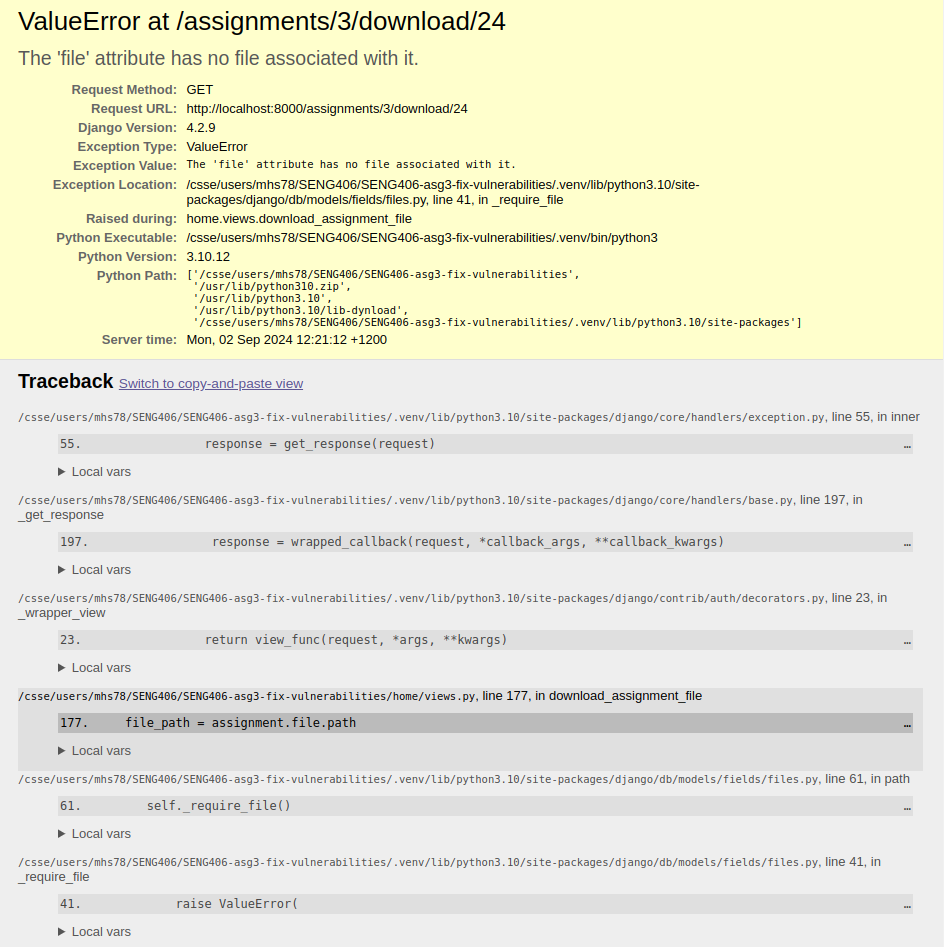 ValueError at /assignments/3/download/24
The 'file' attribute has no file associated with it.
Request Method: GET
Request URL: http://localhost:8000/assignments/3/download/24
Django Version: 4.2.9
Exception Type: ValueError
Exception Value: The 'file' attribute has no file associated with it.
Exception Location: /csse/users/mhs78/SENG406/SENG406-asg3-fix-vulnerabilities/.venv/lib/python3.10/site-
packages/django/db/models/fields/files.py, line 41, in _require_file
Raised during: home.views.download_assignment_file
Python Executable: /csse/users/mhs78/SENG406/SENG406-asg3-fix-vulnerabilities/.venv/bin/python3
Python Version: 3.10.12
Python Path: ['/csse/users/mhs78/SENG406/SENG406-asg3-fix-vulnerabilities',
'/usr/lib/python310.zip',
'/usr/lib/python3.10',
'/usr/lib/python3.10/lib-dynload',
'/csse/users/mhs78/SENG406/SENG406-asg3-fix-vulnerabilities/.venv/lib/python3.10/site-packages']
Server time: Mon, 02 Sep 2024 12:21:12 +1200
Traceback Switch to copy-and-paste view
/csse/users/mhs78/SENG406/SENG406-asg3-fix-vulnerabilities/.venv/lib/python3.10/site-packages/django/core/handlers/exception.py, line 55, in inner
55. response = get_response(request) …
▶ Local vars
/csse/users/mhs78/SENG406/SENG406-asg3-fix-vulnerabilities/.venv/lib/python3.10/site-packages/django/core/handlers/base.py, line 197, in
_get_response
197. response = wrapped_callback(request, *callback_args, **callback_kwargs) …
▶ Local vars
/csse/users/mhs78/SENG406/SENG406-asg3-fix-vulnerabilities/.venv/lib/python3.10/site-packages/django/contrib/auth/decorators.py, line 23, in
_wrapper_view
23. return view_func(request, *args, **kwargs) …
▶ Local vars
/csse/users/mhs78/SENG406/SENG406-asg3-fix-vulnerabilities/home/views.py, line 177, in download_assignment_file
177. file_path = assignment.file.path …
▶ Local vars
/csse/users/mhs78/SENG406/SENG406-asg3-fix-vulnerabilities/.venv/lib/python3.10/site-packages/django/db/models/fields/files.py, line 61, in path
61. self._require_file() …
▶ Local vars
/csse/users/mhs78/SENG406/SENG406-asg3-fix-vulnerabilities/.venv/lib/python3.10/site-packages/django/db/models/fields/files.py, line 41, in
_require_file
41. raise ValueError( …
▶ Local vars